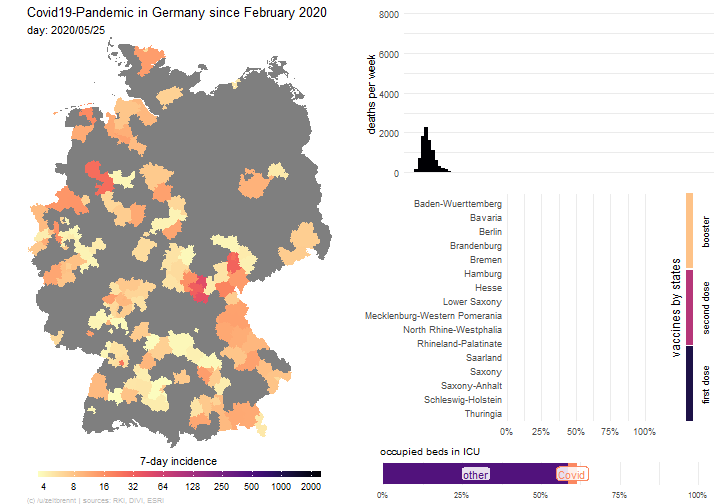 Covid19-Pandemic in Germany since February 2020
day: 2020/05/25
7-day incidence
4 8 16 32 64 125 250 500 1000 2000
(c) /u/zeitbremt | sources: RKI, DIVI, ESRI
deaths per week
8000
6000
4000
2000
0
Baden-Wuerttemberg
Bavaria
Berlin
Brandenburg
Bremen
Hamburg
Hesse
Lower Saxony
Mecklenburg-Western Pomerania
North Rhine-Westphalia
Rhineland-Palatinate
Saarland
Saxony
Saxony-Anhalt
Schleswig-Holstein
Thuringia
0% 25% 50% 75% 100%
vaccines by states
booster
second dose
first dose
occupied beds in ICU
other Covid
0% 25% 50% 75% 100%